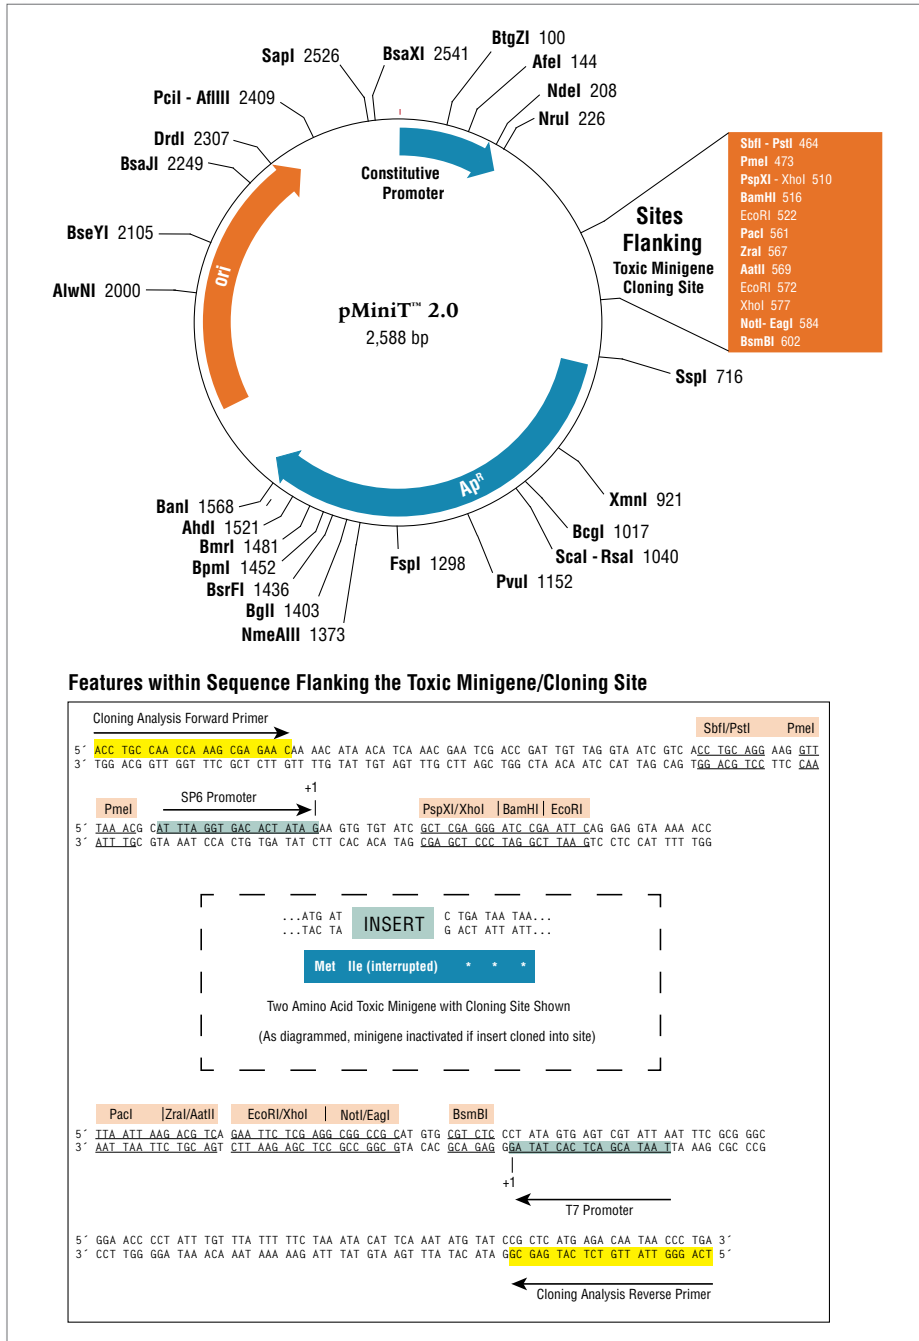 BtgZI 100
SapI 2526
BsaXI 2541
AfeI 144
NdeI 208
PciI - AflIII 2409
NruI 226
DrdI 2307
BsaJI 2249
Constitutive
Promoter
SbfI - PstI 464
PmeI 473
PspXI - XhoI 510
BamHI 516
EcoRI 522
PacI 561
ZraI 567
AatII 569
EcoRI 572
XhoI 577
NotI- EagI 584
BsmBI 602
Sites
Flanking
Toxic Minigene
Cloning Site
BseYI 2105
ori
AlwNI 2000
pMiniT™ 2.0
2,588 bp
SspI 716
ApR
XmnI 921
BanI 1568
AhdI 1521
BcgI 1017
BmrI 1481
ScaI - RsaI 1040
BpmI 1452
FspI 1298
PvuI 1152
BsrFI 1436
BglI 1403
NmeAIII 1373
Features within Sequence Flanking the Toxic Minigene/Cloning Site
Cloning Analysis Forward Primer
SbfI/PstI PmeI
5´ ACC TGC CAA CCA AAG CGA GAA CAA AAC ATA ACA TCA AAC GAA TCG ACC GAT TGT TAG GTA ATC GTC ACC TGC AGG AAG GTT
3´ TGG ACG GTT GGT TTC GCT CTT GTT TTG TAT TGT AGT TTG CTT AGC TGG CTA ACA ATC CAT TAG CAG TGG ACG TCC TTC CAA
+1
PmeI SP6 Promoter PspXI/XhoI BamHI EcoRI
5´ TAA ACG CAT TTA GGT GAC ACT ATA GAA GTG TGT ATC GCT CGA GGG ATC CGA ATT CAG GAG GTA AAA ACC
3´ ATT TGC GTA AAT CCA CTG TGA TAT CTT CAC ACA TAG CGA GCT CCC TAG GCT TAA GTC CTC CAT TTT TGG
...ATG AT INSERT C TGA TAA TAA...
...TAC TA G ACT ATT ATT...
Met Ile (interrupted) * * *
Two Amino Acid Toxic Minigene with Cloning Site Shown
(As diagrammed, minigene inactivated if insert cloned into site)
PacI ZraI/AatII EcoRI/XhoI NotI/EagI BsmBI
5´ TTA ATT AAG ACG TCA GAA TTC TCG AGG CGG CCG CAT GTG CGT CTC CCT ATA GTG AGT CGT ATT AAT TTC GCG GGC
3´ AAT TAA TTC TGC AGT CTT AAG AGC TCC GCC GGC GTA CAC GCA GAG GGA TAT CAC TCA GCA TAA TTA AAG CGC CCG
+1
T7 Promoter
5´ GGA ACC CCT ATT TGT TTA TTT TTC TAA ATA CAT TCA AAT ATG TAT CCG CTC ATG AGA CAA TAA CCC TGA 3´
3´ CCT TGG GGA TAA ACA AAT AAA AAG ATT TAT GTA AGT TTA TAC ATA GGC GAG TAC TCT GTT ATT GGG ACT 5´
Cloning Analysis Reverse Primer